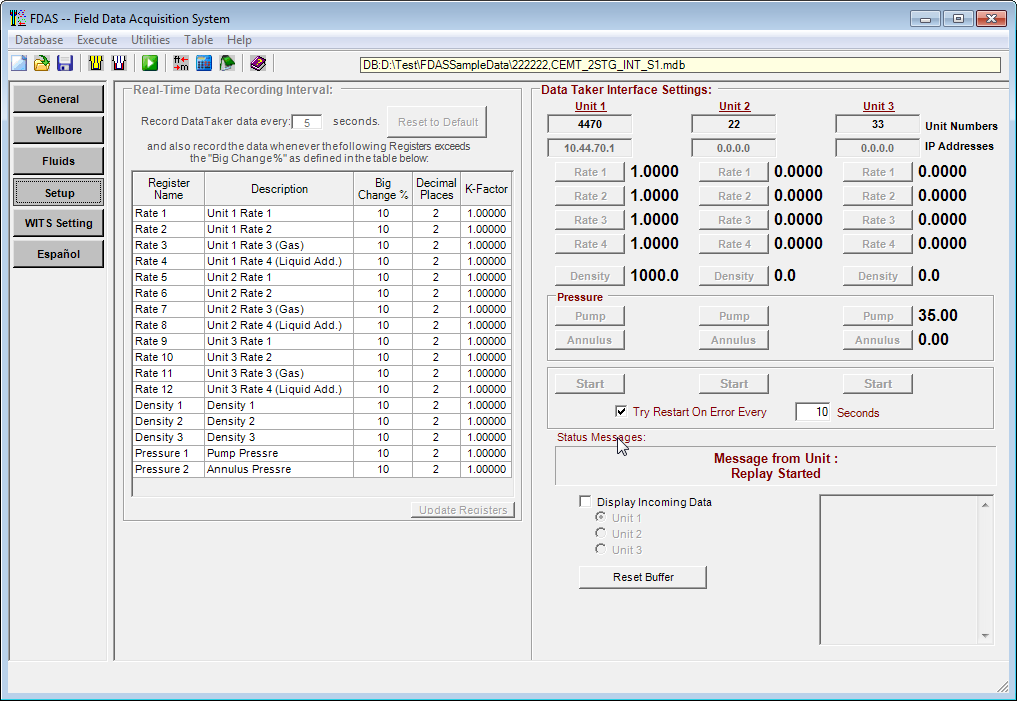 FDAS -- Field Data Acquisition System
Database Execute Utilities Table Help
DB:D:\Test\FDASSampleData\222222,CEMT_2STG_INT_S1.mdb
General
Wellbore
Fluids
Setup
WITS Setting
Español
Real-Time Data Recording Interval:
Record DataTaker data every: 5 seconds. Reset to Default
and also record the data whenever the following Registers exceeds
the "Big Change%" as defined in the table below:
Register Name Description Big Change % Decimal Places K-Factor
Rate 1 Unit 1 Rate 1 10 2 1.00000
Rate 2 Unit 1 Rate 2 10 2 1.00000
Rate 3 Unit 1 Rate 3 (Gas) 10 2 1.00000
Rate 4 Unit 1 Rate 4 (Liquid Add.) 10 2 1.00000
Rate 5 Unit 2 Rate 1 10 2 1.00000
Rate 6 Unit 2 Rate 2 10 2 1.00000
Rate 7 Unit 2 Rate 3 (Gas) 10 2 1.00000
Rate 8 Unit 2 Rate 4 (Liquid Add.) 10 2 1.00000
Rate 9 Unit 3 Rate 1 10 2 1.00000
Rate 10 Unit 3 Rate 2 10 2 1.00000
Rate 11 Unit 3 Rate 3 (Gas) 10 2 1.00000
Rate 12 Unit 3 Rate 4 (Liquid Add.) 10 2 1.00000
Density 1 Density 1 10 2 1.00000
Density 2 Density 2 10 2 1.00000
Density 3 Density 3 10 2 1.00000
Pressure 1 Pump Pressre 10 2 1.00000
Pressure 2 Annulus Pressre 10 2 1.00000
Update Registers
Data Taker Interface Settings:
Unit 1 Unit 2 Unit 3
4470 22 33 Unit Numbers
10.44.70.1 0.0.0.0 0.0.0.0 IP Addresses
Rate 1 1.0000 Rate 1 0.0000 Rate 1 0.0000
Rate 2 1.0000 Rate 2 0.0000 Rate 2 0.0000
Rate 3 1.0000 Rate 3 0.0000 Rate 3 0.0000
Rate 4 1.0000 Rate 4 0.0000 Rate 4 0.0000
Density 1000.0 Density 0.0 Density 0.0
Pressure
Pump Pump Pump 35.00
Annulus Annulus Annulus 0.00
Start Start Start
Try Restart On Error Every 10 Seconds
Status Messages:
Message from Unit :
Replay Started
Display Incoming Data
Unit 1
Unit 2
Unit 3
Reset Buffer